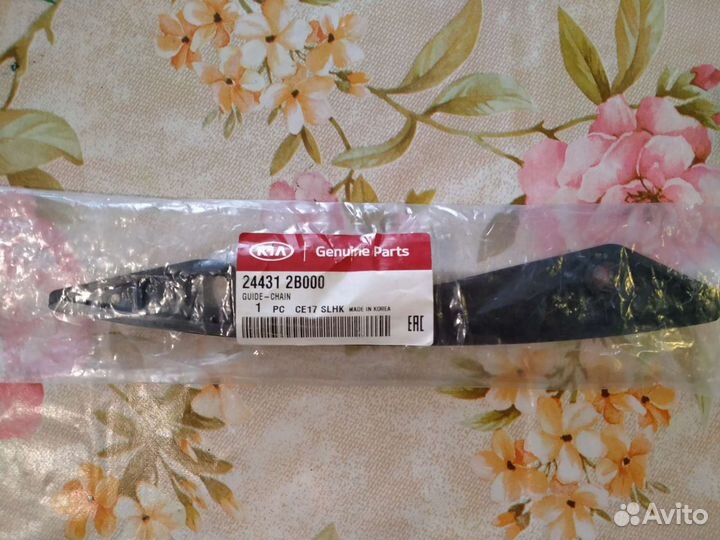 KIA Genuine Parts
24431 2B000
GUIDE-CHAIN
1 PC CE17 SLHK MADE IN KOREA
EAC
Avito